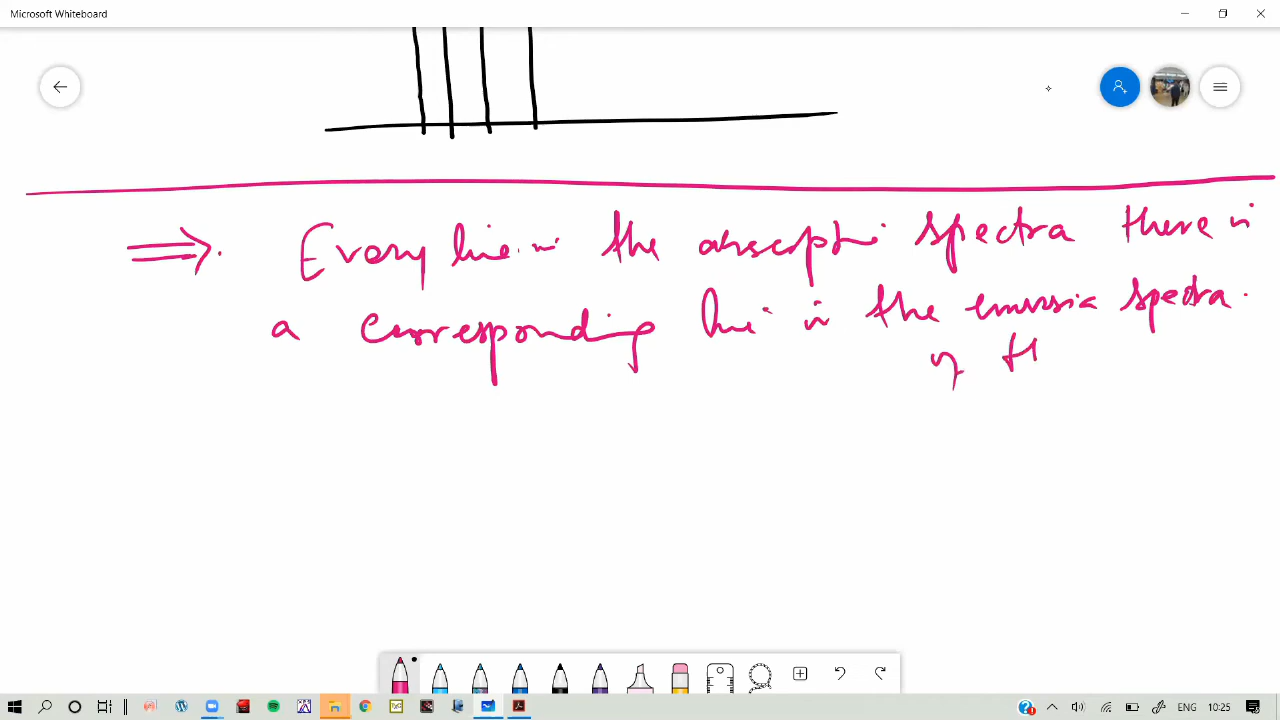 Microsoft Whiteboard
⇒. Every line in the absorption spectra there is
a corresponding line in the emission spectra.
of
ENG 10:25